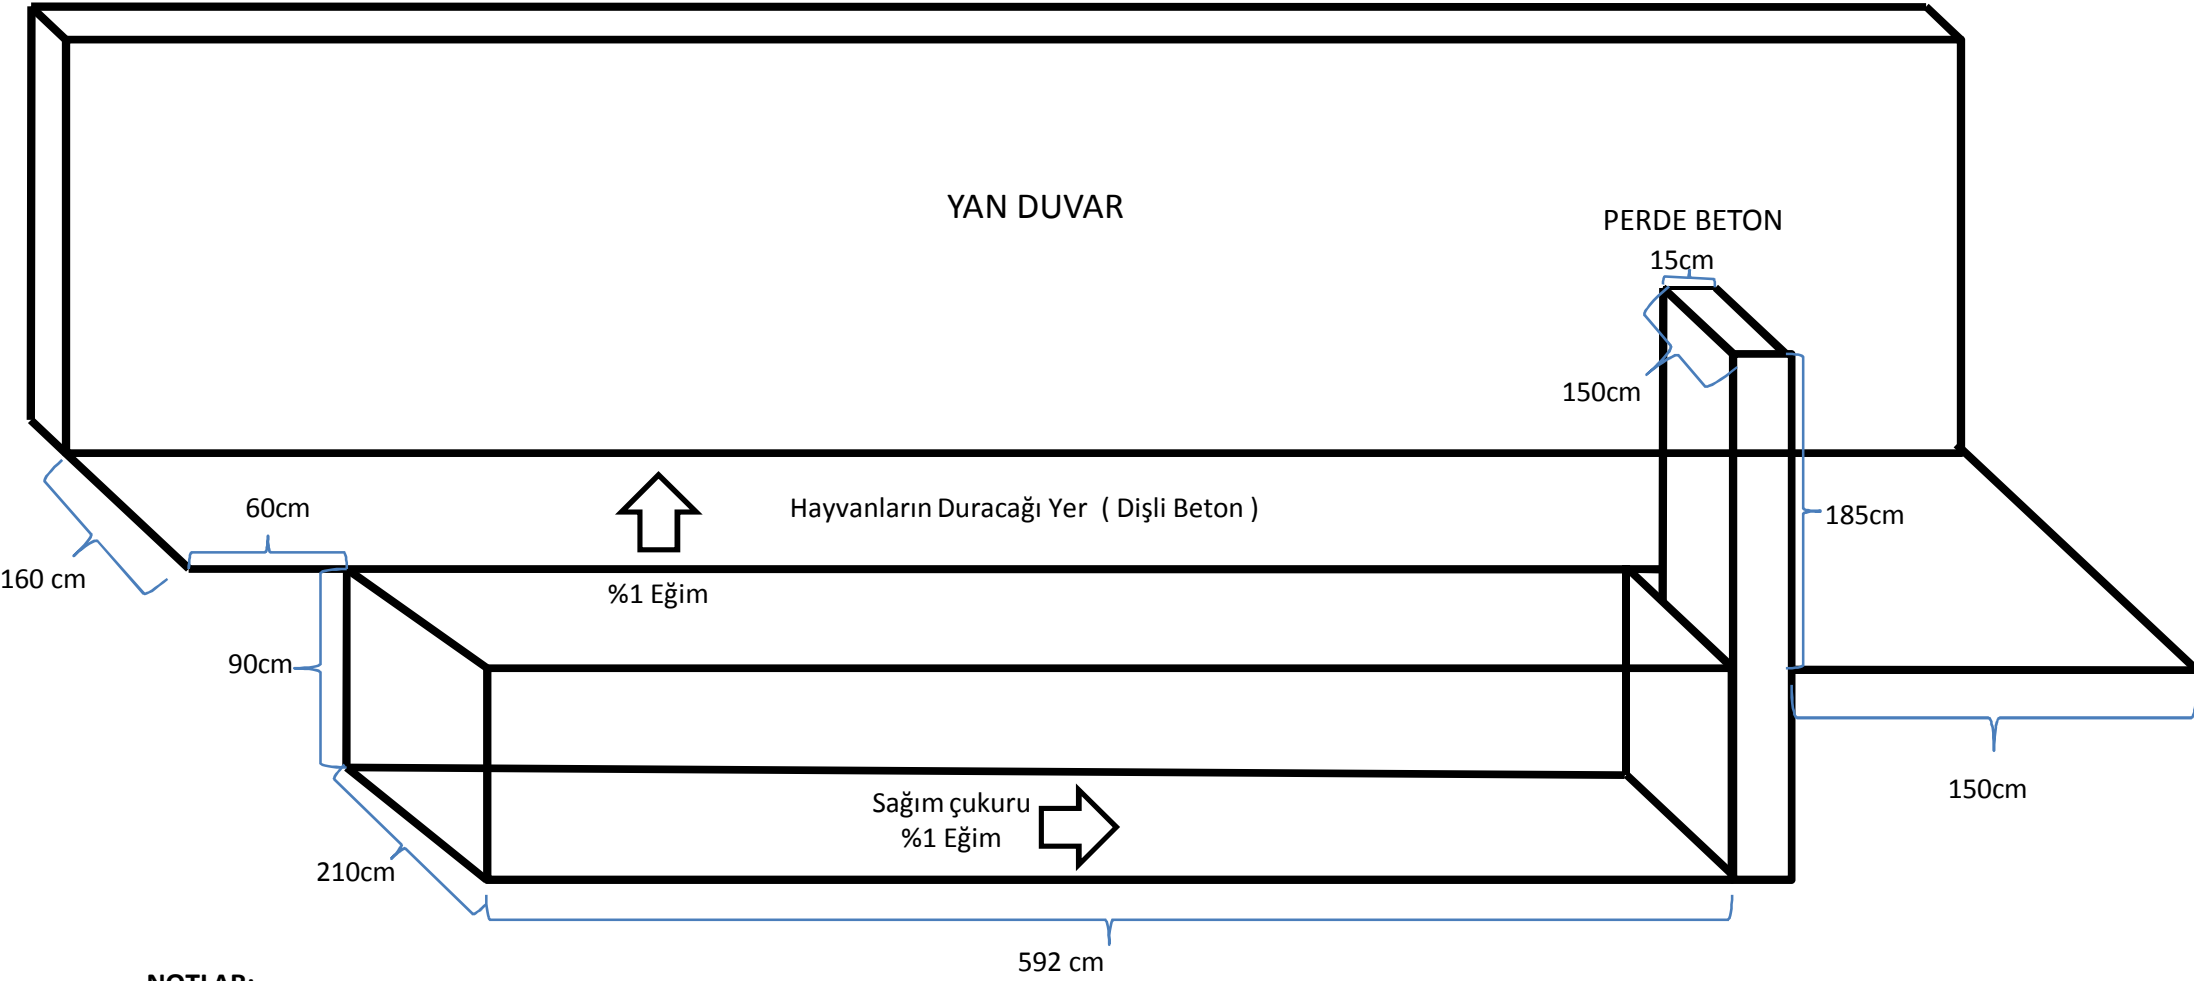 YAN DUVAR
PERDE BETON
15cm
150cm
60cm
Hayvanların Duracağı Yer ( Dişli Beton )
185cm
160 cm
%1 Eğim
90cm
150cm
Sağım çukuru
%1 Eğim
210cm
592 cm
NOTLAR: